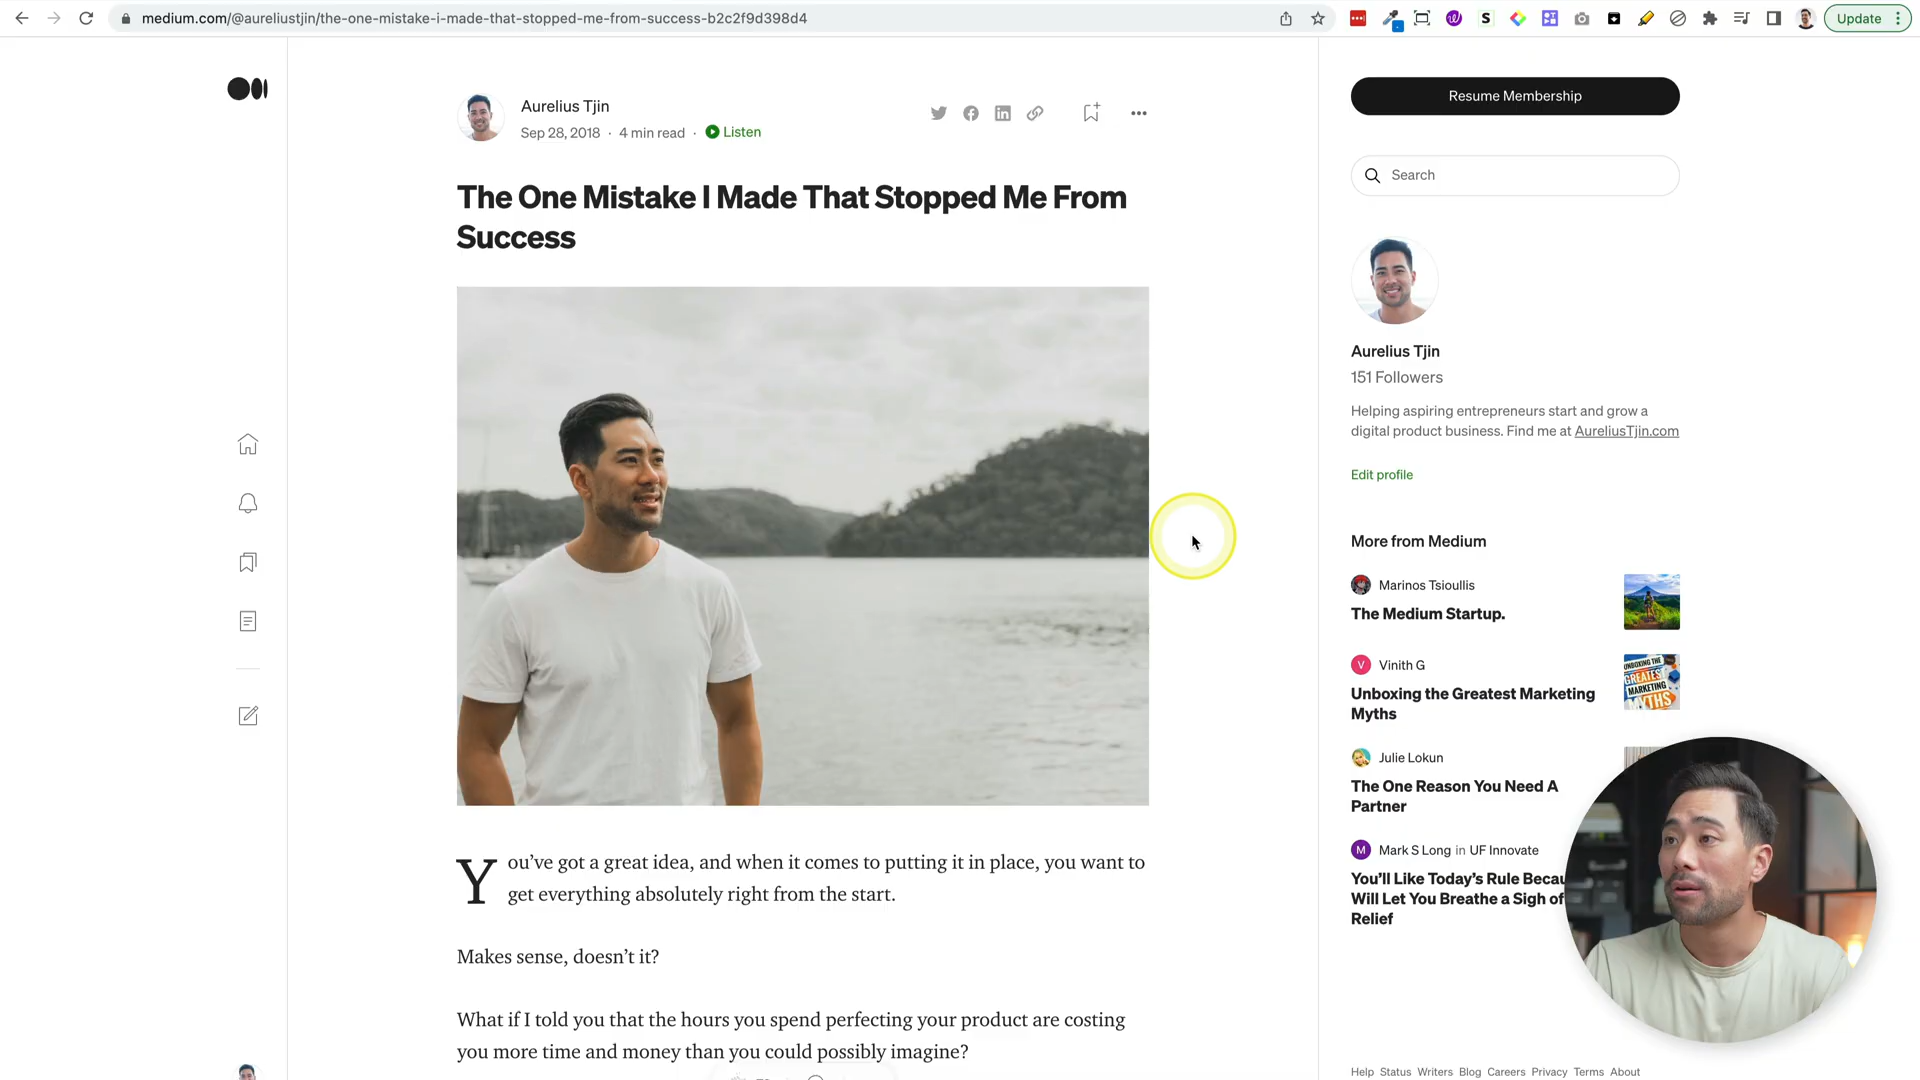 medium.com/@aureliustjin/the-one-mistake-i-made-that-stopped-me-from-success-b2c2f9d398d4
Update
Aurelius Tjin
Sep 28, 2018 · 4 min read · Listen
The One Mistake I Made That Stopped Me From
Success
You’ve got a great idea, and when it comes to putting it in place, you want to
get everything absolutely right from the start.
Makes sense, doesn’t it?
What if I told you that the hours you spend perfecting your product are costing
you more time and money than you could possibly imagine?
Resume Membership
Search
Aurelius Tjin
151 Followers
Helping aspiring entrepreneurs start and grow a
digital product business. Find me at AureliusTjin.com
Edit profile
More from Medium
Marinos Tsioullis
The Medium Startup.
V
Vinith G
Unboxing the Greatest Marketing
Myths
UNBOXING THE
GREATEST
MARKETING
MYTHS
Julie Lokun
The One Reason You Need A
Partner
M
Mark S Long in UF Innovate
You’ll Like Today’s Rule Becau
Will Let You Breathe a Sigh of
Relief
Help Status Writers Blog Careers Privacy Terms About